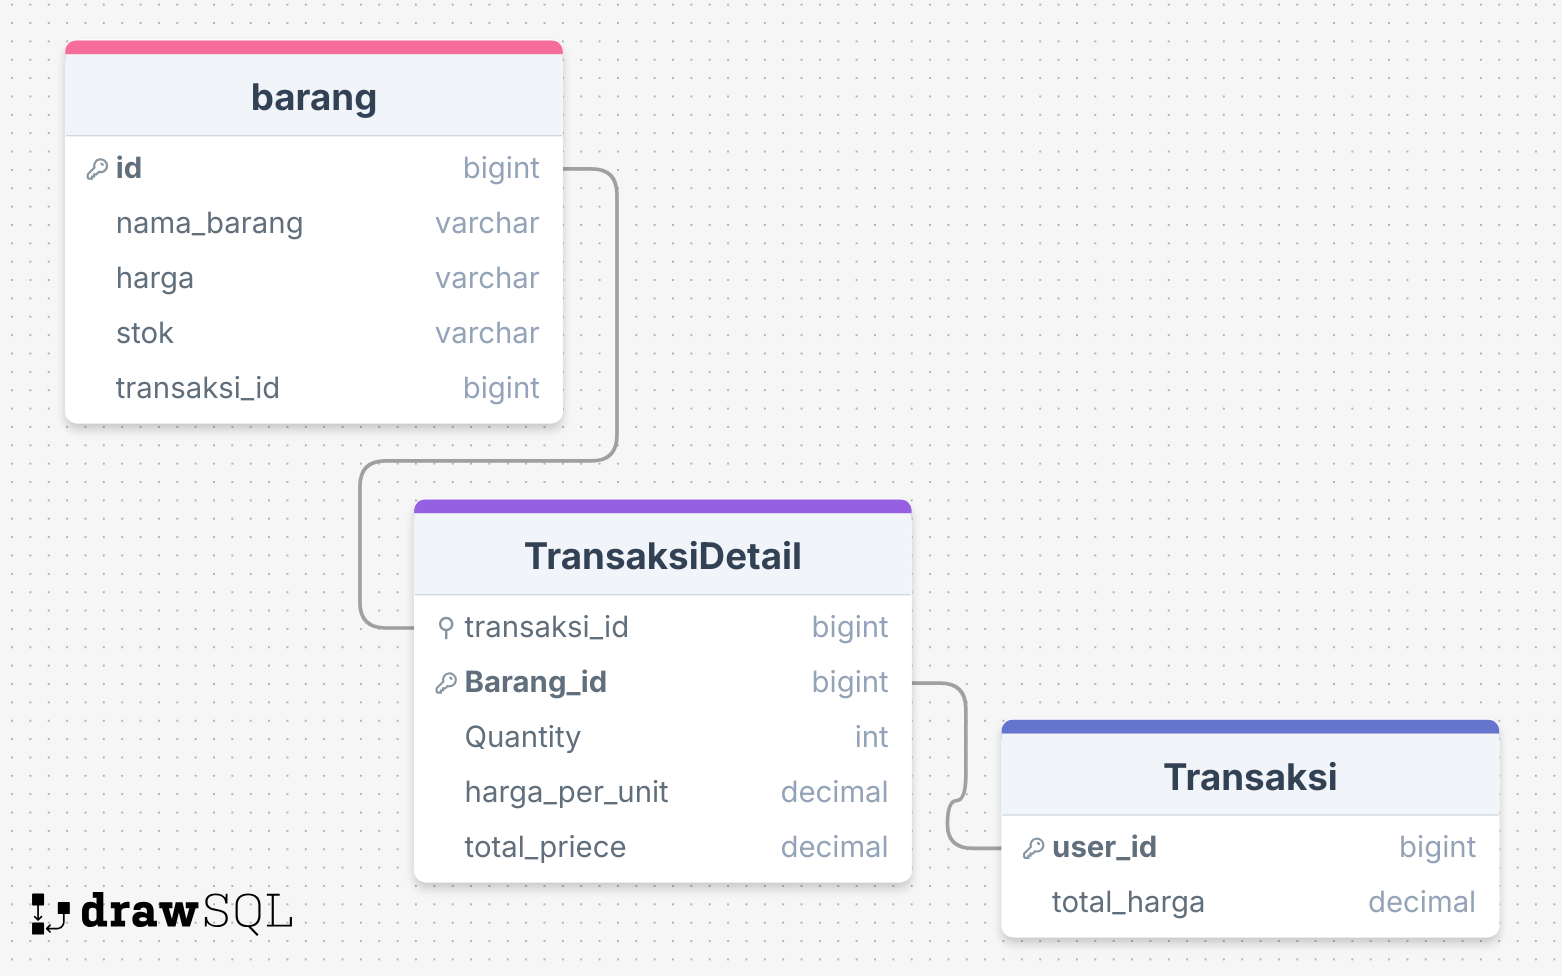 barang
id bigint
nama_barang varchar
harga varchar
stok varchar
transaksi_id bigint
TransaksiDetail
transaksi_id bigint
Barang_id bigint
Quantity int
harga_per_unit decimal
total_priece decimal
Transaksi
user_id bigint
total_harga decimal
drawSQL